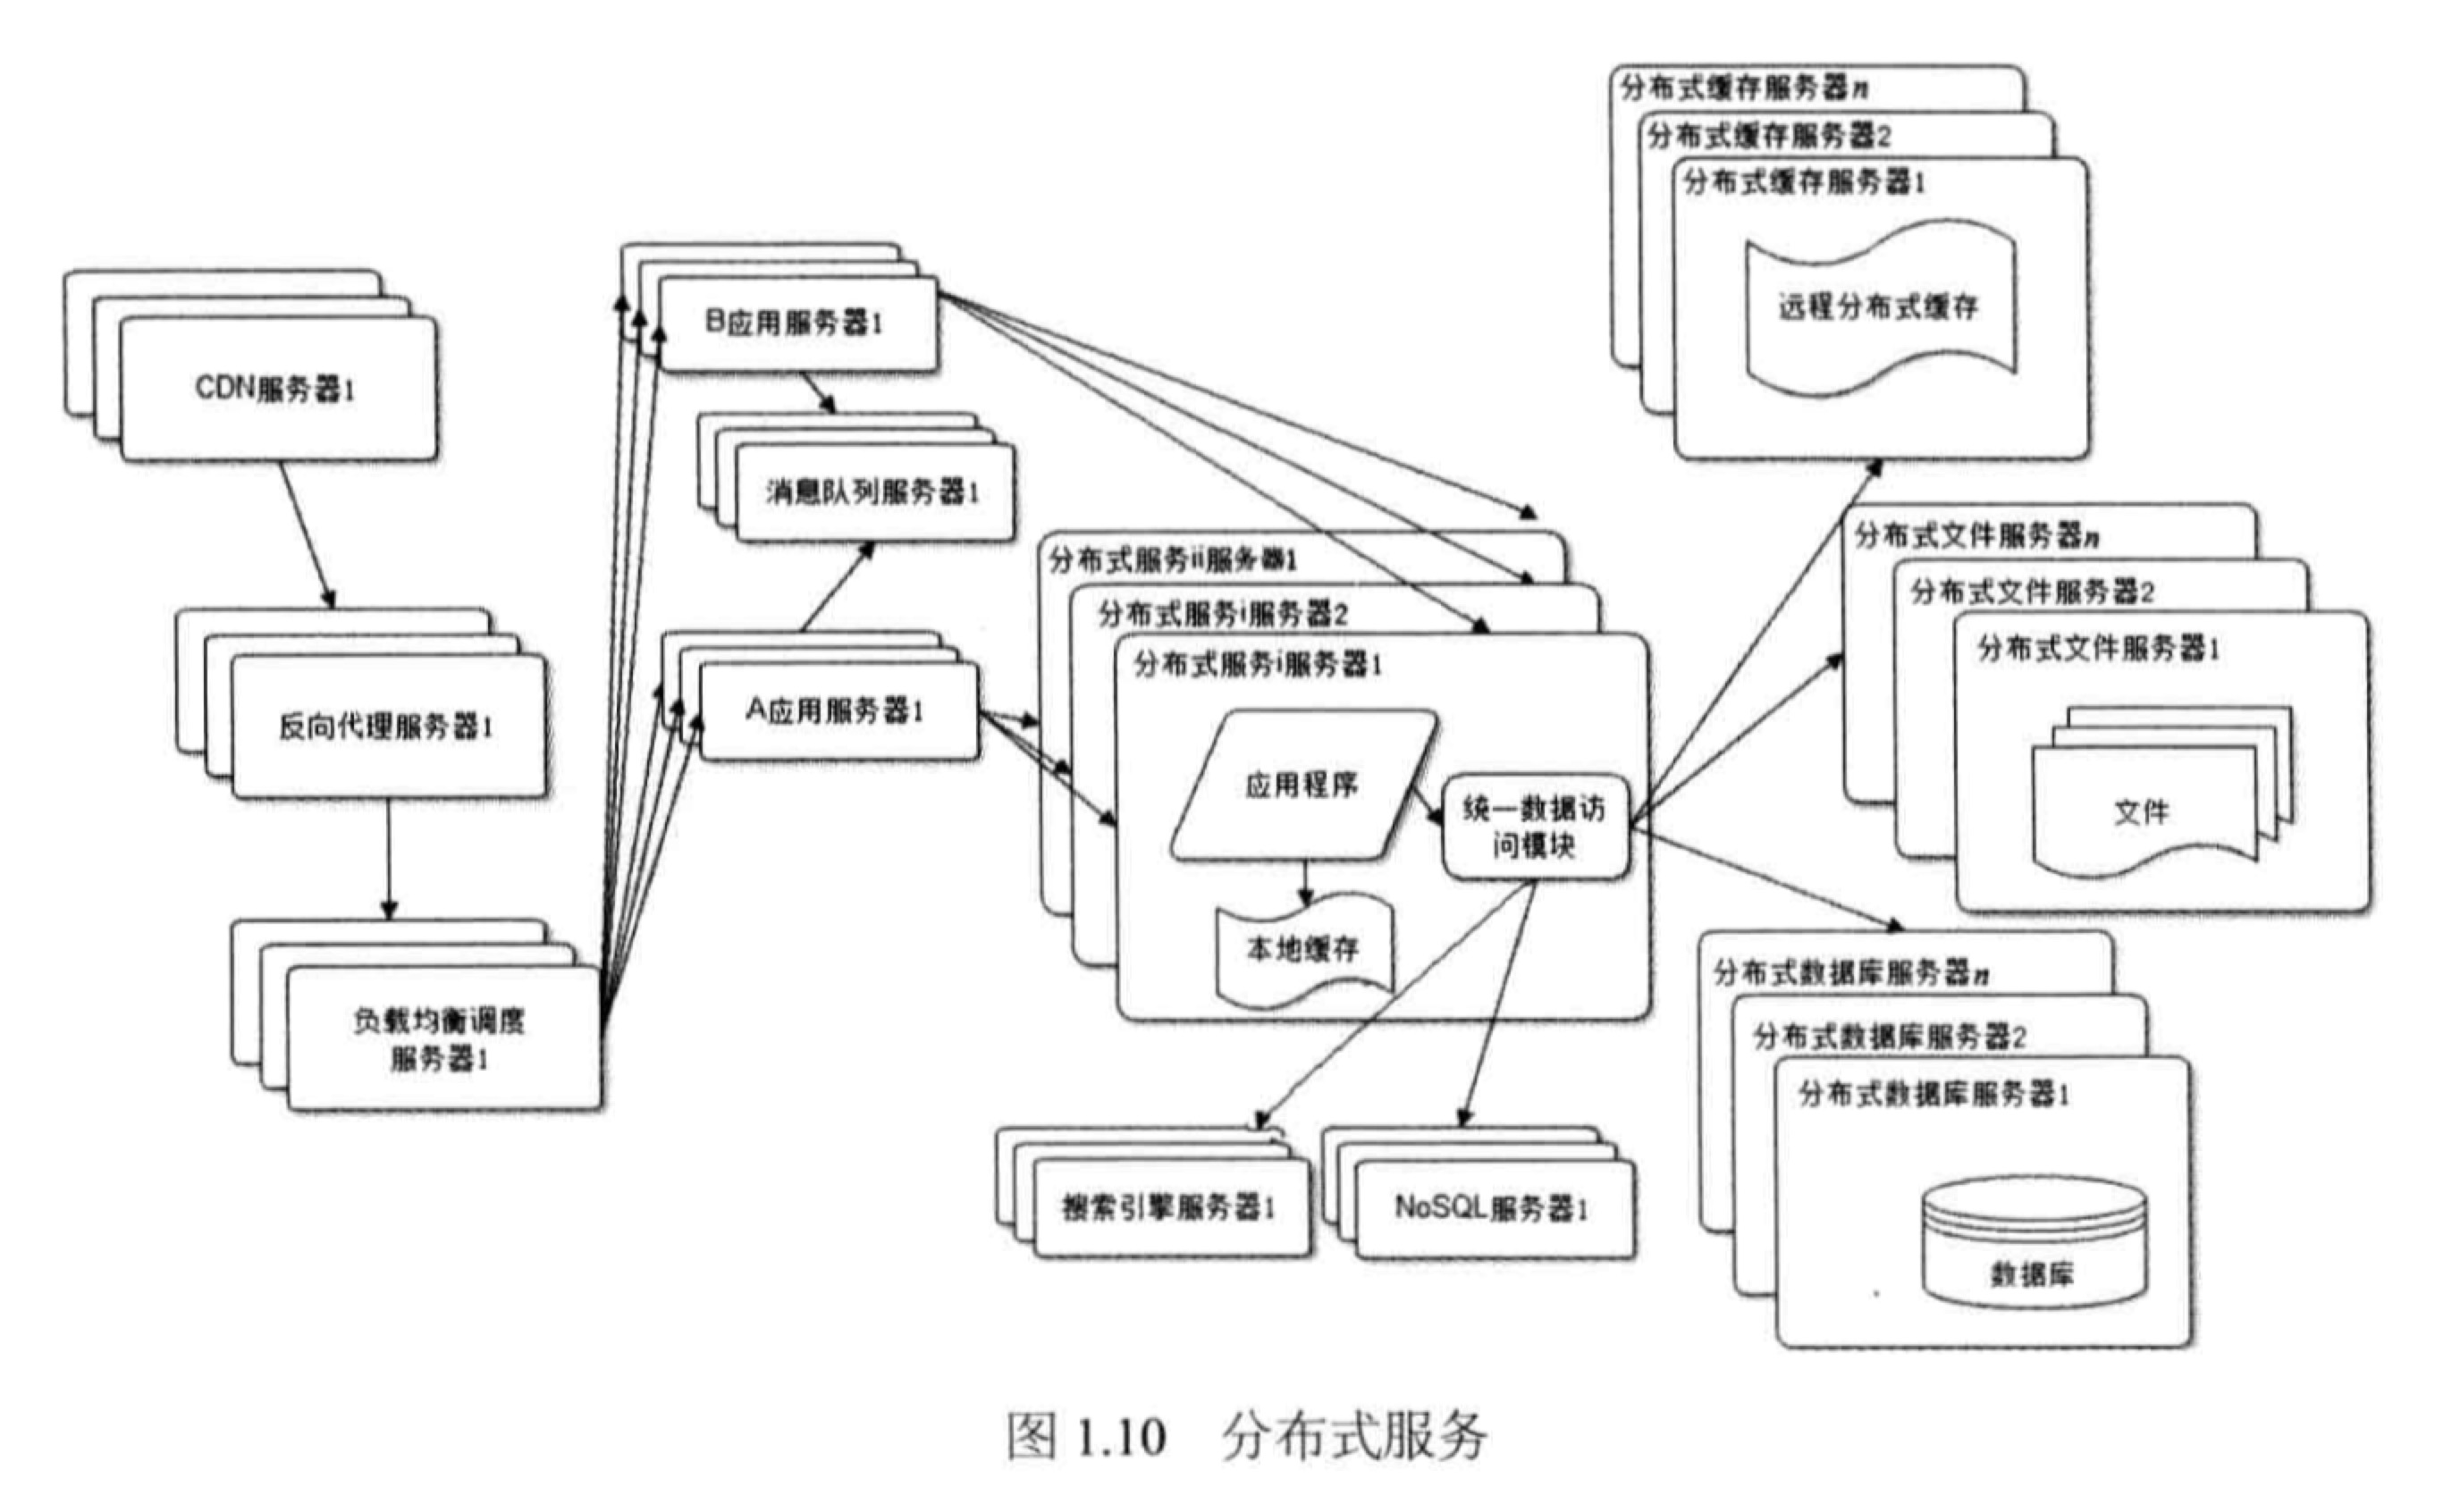 分布式缓存服务器n
分布式缓存服务器2
分布式缓存服务器1
远程分布式缓存
B应用服务器1
CDN服务器1
消息队列服务器1
分布式文件服务器n
分布式服务ii服务器1
分布式文件服务器2
分布式服务i服务器2
分布式文件服务器1
分布式服务i服务器1
A应用服务器1
反向代理服务器1
应用程序
统一数据访
问模块
文件
本地缓存
分布式数据库服务器n
负载均衡调度
服务器1
分布式数据库服务器2
分布式数据库服务器1
搜索引擎服务器1
NoSQL服务器1
数据库
图 1.10 分布式服务